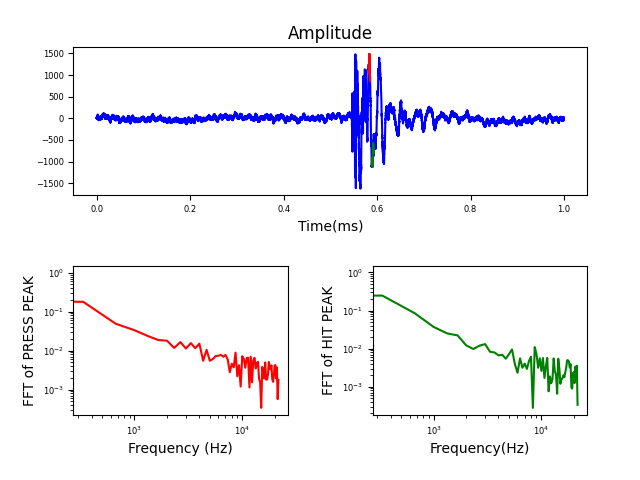 Amplitude
1500
1000
500
0
−500
−1000
−1500
0.0 0.2 0.4 0.6 0.8 1.0
Time(ms)
FFT of PRESS PEAK
10⁰
10⁻¹
10⁻²
10⁻³
10³ 10⁴
Frequency (Hz)
FFT of HIT PEAK
10⁰
10⁻¹
10⁻²
10⁻³
10³ 10⁴
Frequency(Hz)